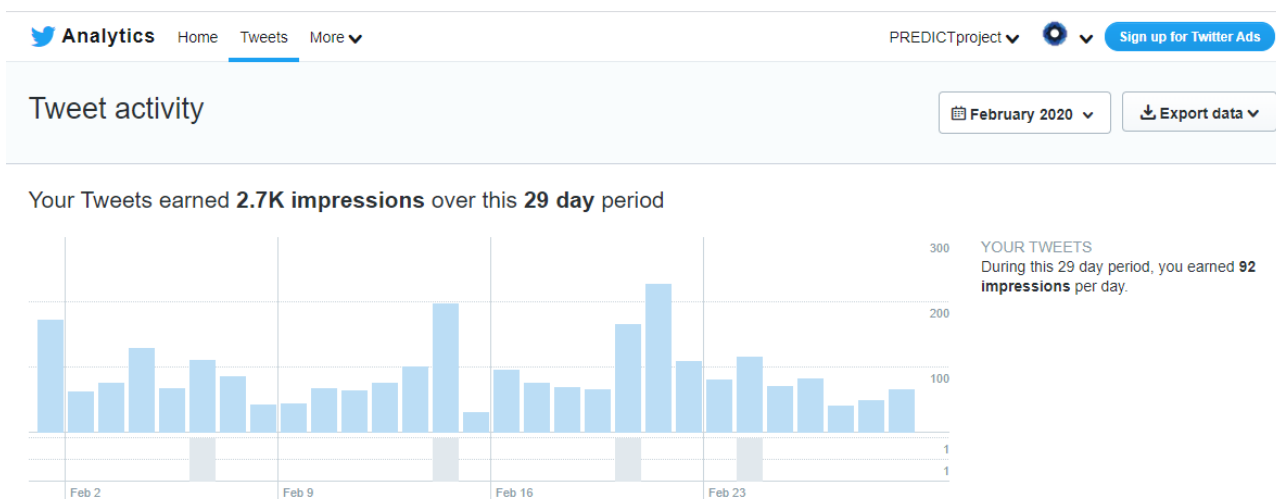 Analytics Home Tweets More PREDICTproject Sign up for Twitter Ads
Tweet activity
February 2020 Export data
Your Tweets earned 2.7K impressions over this 29 day period
300
200
100
1
1
Feb 2 Feb 9 Feb 16 Feb 23
YOUR TWEETS
During this 29 day period, you earned 92
impressions per day.